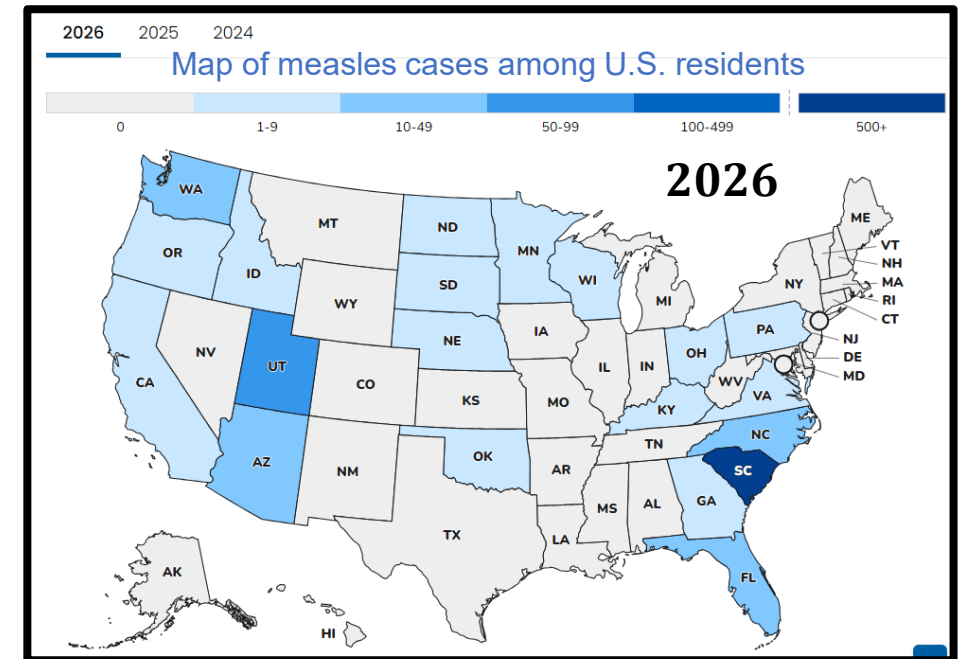 2026 2025 2024
Map of measles cases among U.S. residents
0 1-9 10-49 50-99 100-499 500+
2026
WA
MT
ND
MN
ME
VT
NH
OR
ID
SD
WI
MI
NY
MA
RI
WY
CT
NE
IA
PA
NJ
NV
UT
CO
IL
IN
OH
DE
MD
CA
KS
MO
WV
VA
KY
AZ
NM
OK
AR
TN
NC
SC
TX
MS
AL
GA
LA
AK
FL
HI